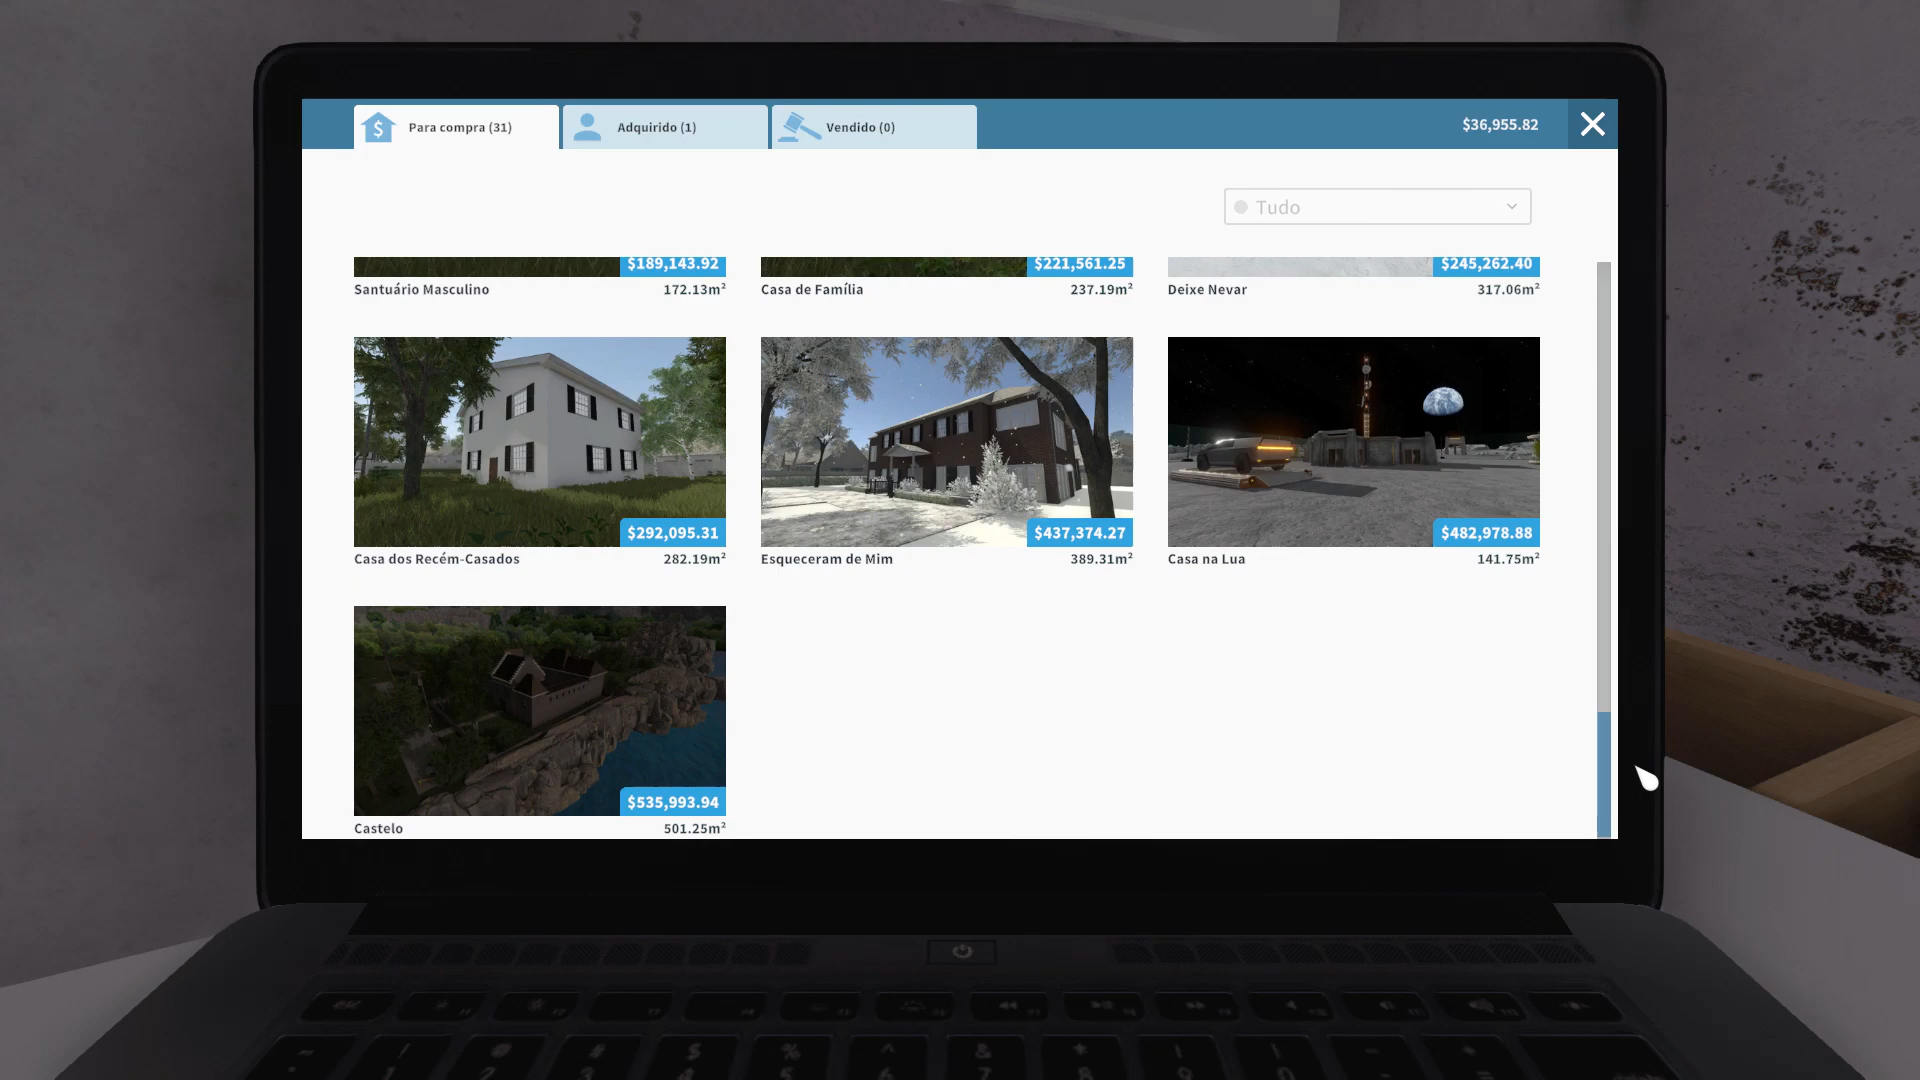 Para compra (31)
Adquirido (1)
Vendido (0)
$36,955.82
Tudo
$189,143.92
$221,561.25
$245,262.40
Santuário Masculino
172.13m²
Casa de Família
237.19m²
Deixe Nevar
317.06m²
$292,095.31
$437,374.27
$482,978.88
Casa dos Recém-Casados
282.19m²
Esqueceram de Mim
389.31m²
Casa na Lua
141.75m²
$535,993.94
Castelo
501.25m²